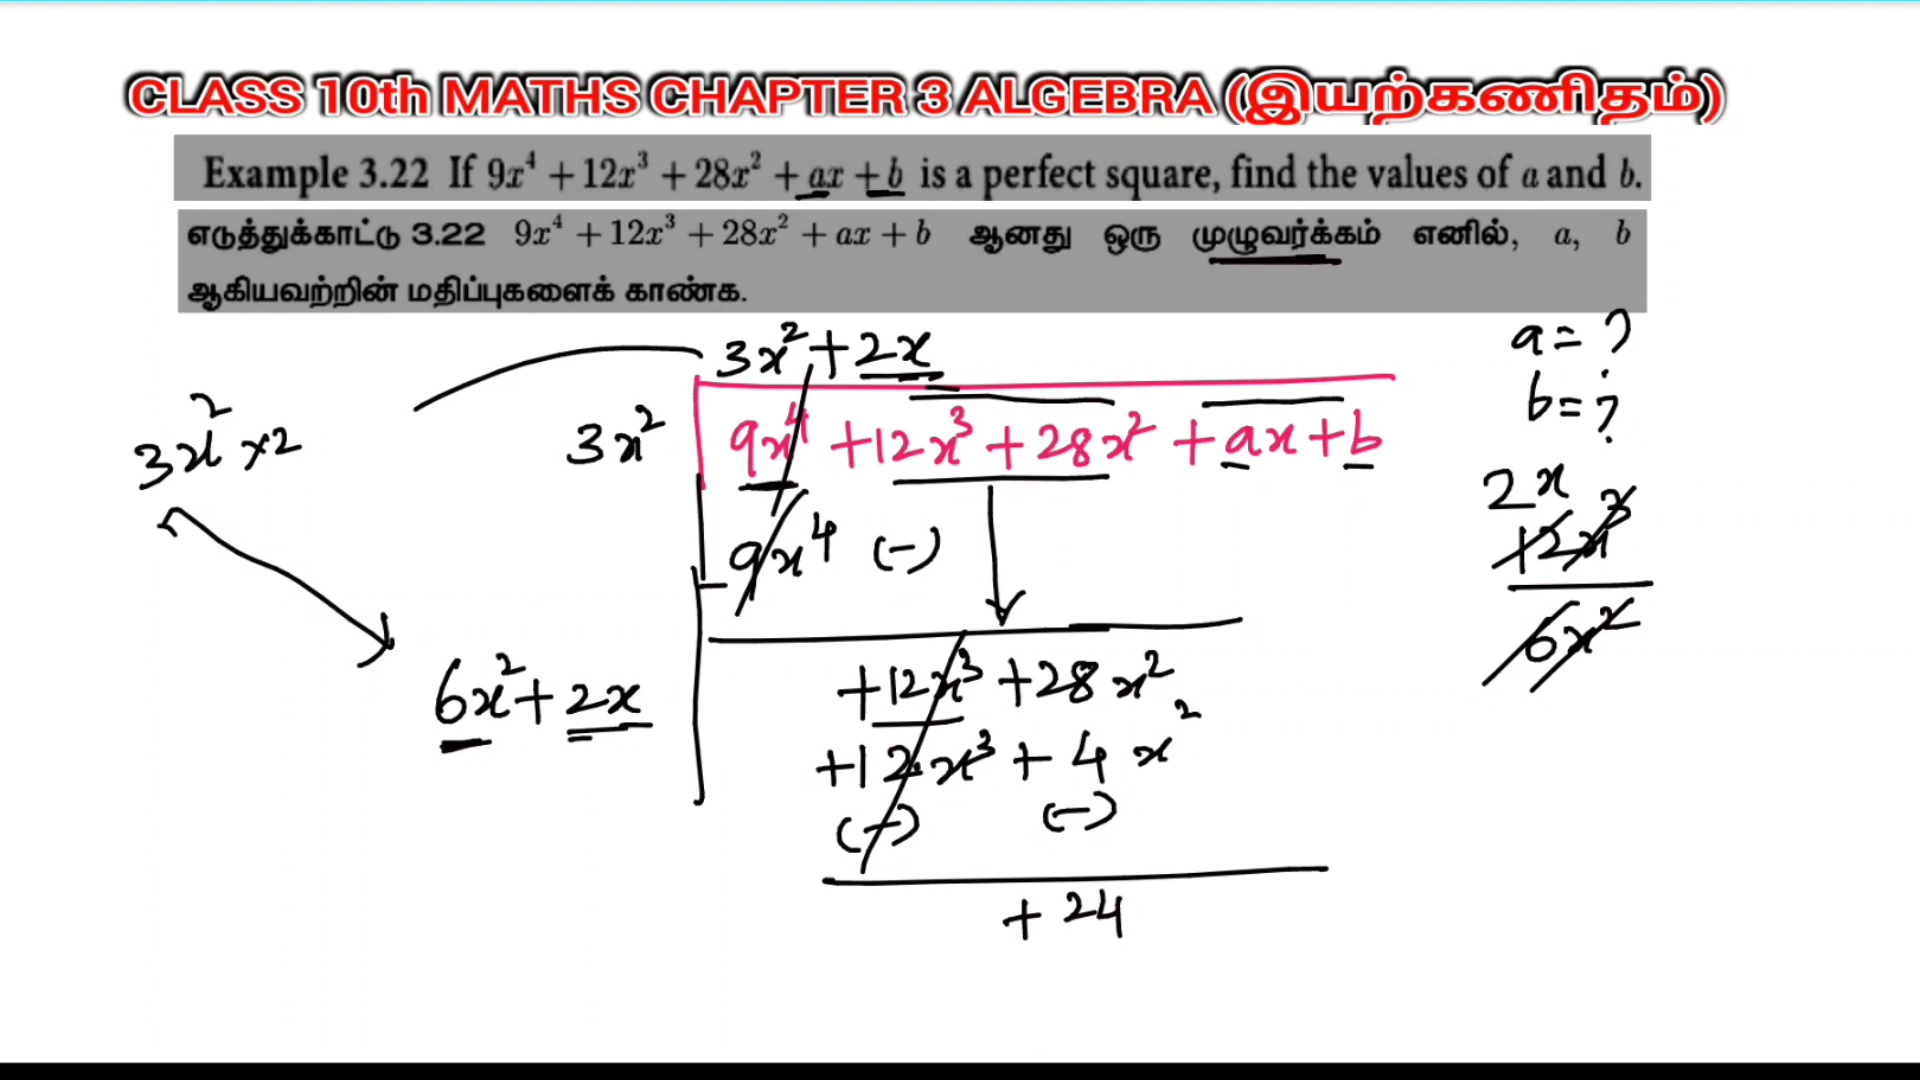 CLASS 10th MATHS CHAPTER 3 ALGEBRA (இயற்கணிதம்)
Example 3.22 If 9x⁴ + 12x³ + 28x² + ax + b is a perfect square, find the values of a and b.
எடுத்துக்காட்டு 3.22 9x⁴ + 12x³ + 28x² + ax + b ஆனது ஒரு முழுவர்க்கம் எனில், a, b
ஆகியவற்றின் மதிப்புகளைக் காண்க.
a = ?
b = ?
3x² + 2x
3x² × 2
3x²
9x⁴ + 12x³ + 28x² + ax + b
9x⁴ (-)
2x
12x³
6x²
6x² + 2x
+12x³ + 28x²
+12x³ + 4x²
(-) (-)
+ 24